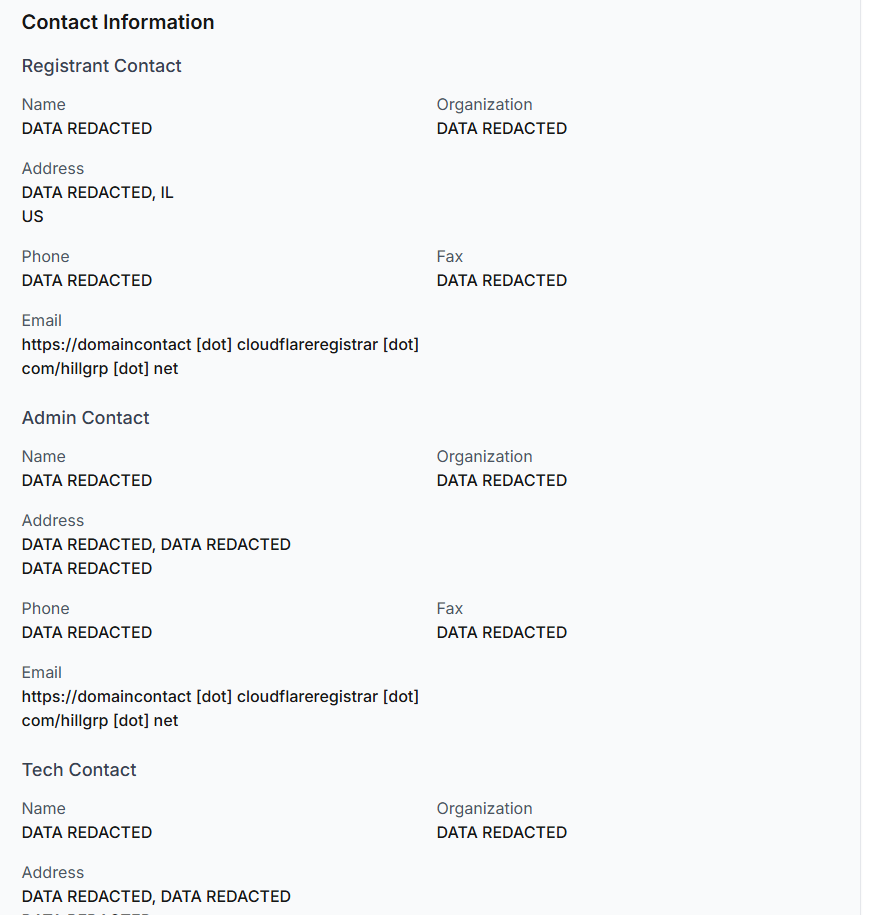 Contact Information
Registrant Contact
Name
DATA REDACTED
Organization
DATA REDACTED
Address
DATA REDACTED, IL
US
Phone
DATA REDACTED
Fax
DATA REDACTED
Email
https://domaincontact [dot] cloudflareregistrar [dot]
com/hillgrp [dot] net
Admin Contact
Name
DATA REDACTED
Organization
DATA REDACTED
Address
DATA REDACTED, DATA REDACTED
DATA REDACTED
Phone
DATA REDACTED
Fax
DATA REDACTED
Email
https://domaincontact [dot] cloudflareregistrar [dot]
com/hillgrp [dot] net
Tech Contact
Name
DATA REDACTED
Organization
DATA REDACTED
Address
DATA REDACTED, DATA REDACTED